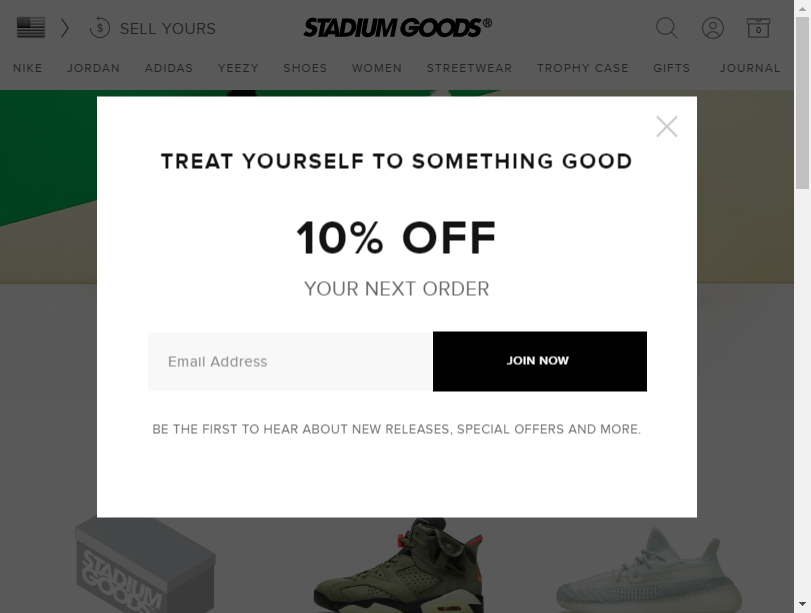 SELL YOURS
STADIUM GOODS®
0
NIKE JORDAN ADIDAS YEEZY SHOES WOMEN STREETWEAR TROPHY CASE GIFTS JOURNAL
TREAT YOURSELF TO SOMETHING GOOD
10% OFF
YOUR NEXT ORDER
Email Address
JOIN NOW
BE THE FIRST TO HEAR ABOUT NEW RELEASES, SPECIAL OFFERS AND MORE.
STADIUM
GOODS